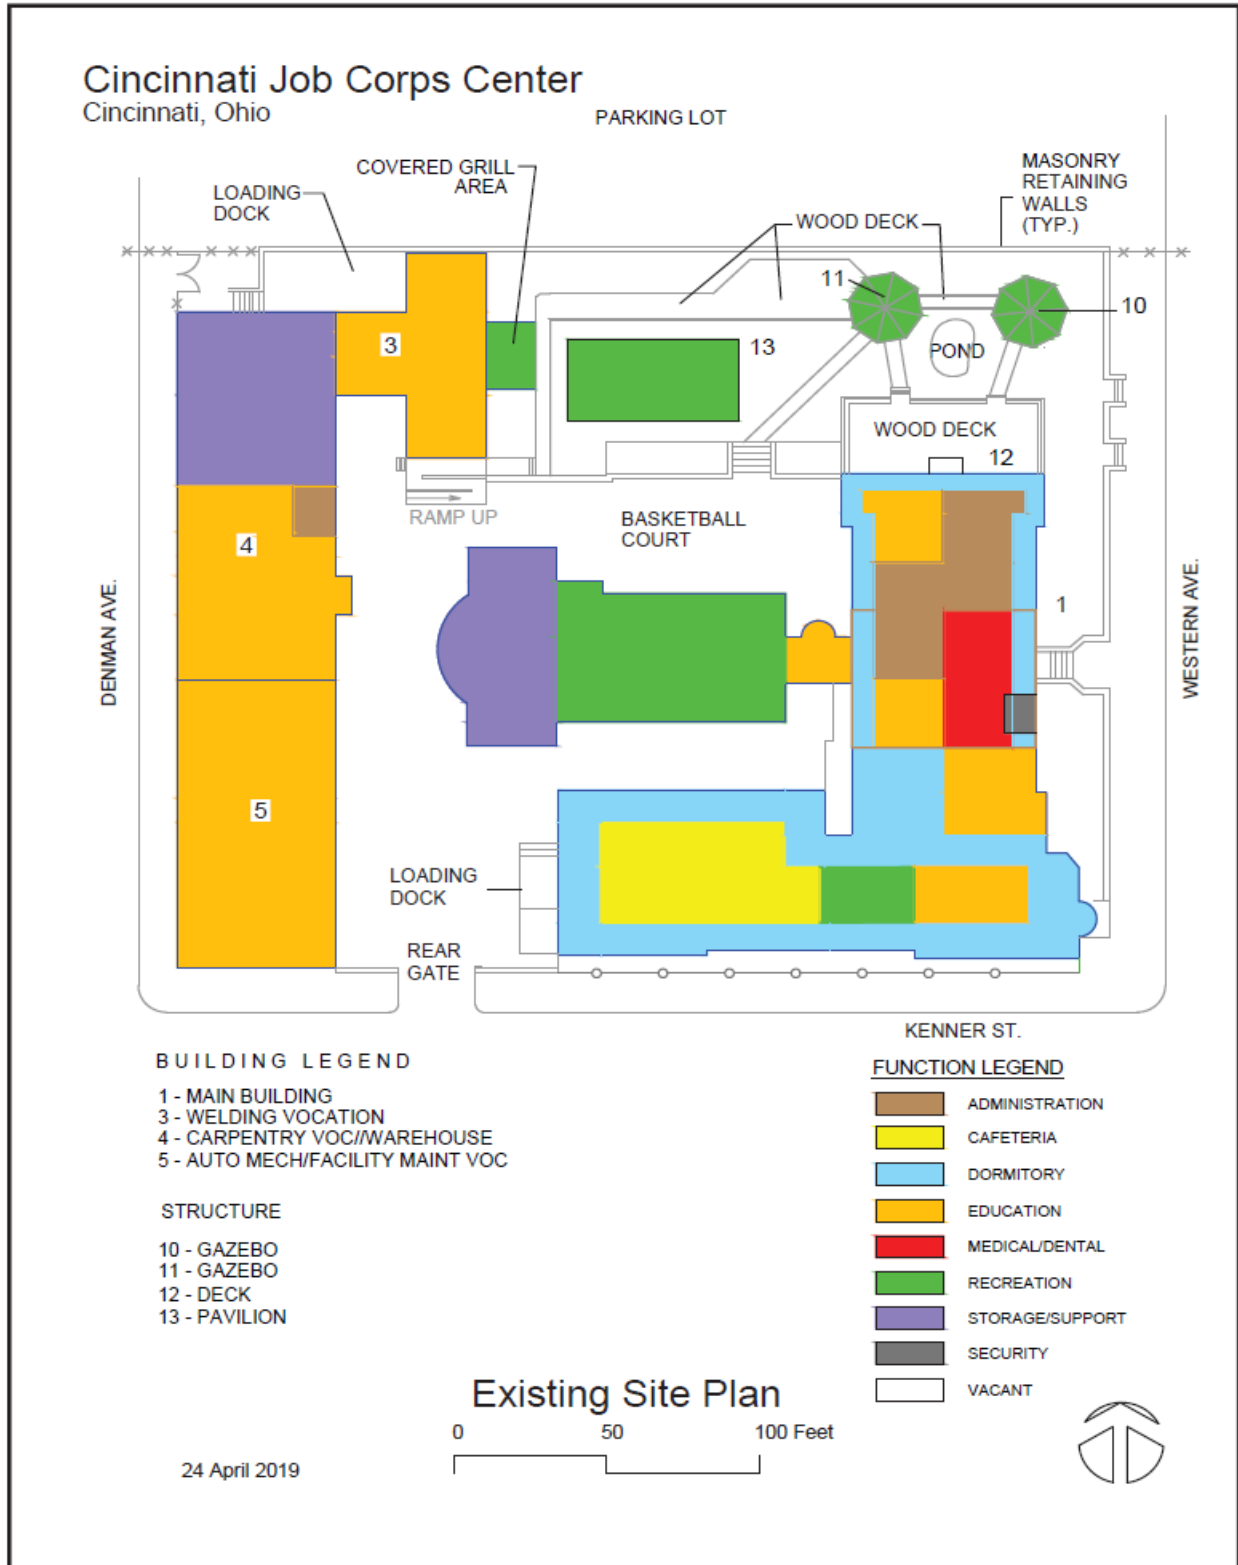 Cincinnati Job Corps Center
Cincinnati, Ohio
PARKING LOT
COVERED GRILL
AREA
MASONRY
RETAINING
WALLS
(TYP.)
LOADING
DOCK
WOOD DECK
11
10
3
13
POND
WOOD DECK
12
RAMP UP
BASKETBALL
COURT
4
DENMAN AVE.
1
WESTERN AVE.
5
LOADING
DOCK
REAR
GATE
KENNER ST.
BUILDING LEGEND
1 - MAIN BUILDING
3 - WELDING VOCATION
4 - CARPENTRY VOC//WAREHOUSE
5 - AUTO MECH/FACILITY MAINT VOC
STRUCTURE
10 - GAZEBO
11 - GAZEBO
12 - DECK
13 - PAVILION
FUNCTION LEGEND
ADMINISTRATION
CAFETERIA
DORMITORY
EDUCATION
MEDICAL/DENTAL
RECREATION
STORAGE/SUPPORT
SECURITY
VACANT
Existing Site Plan
0 50 100 Feet
24 April 2019